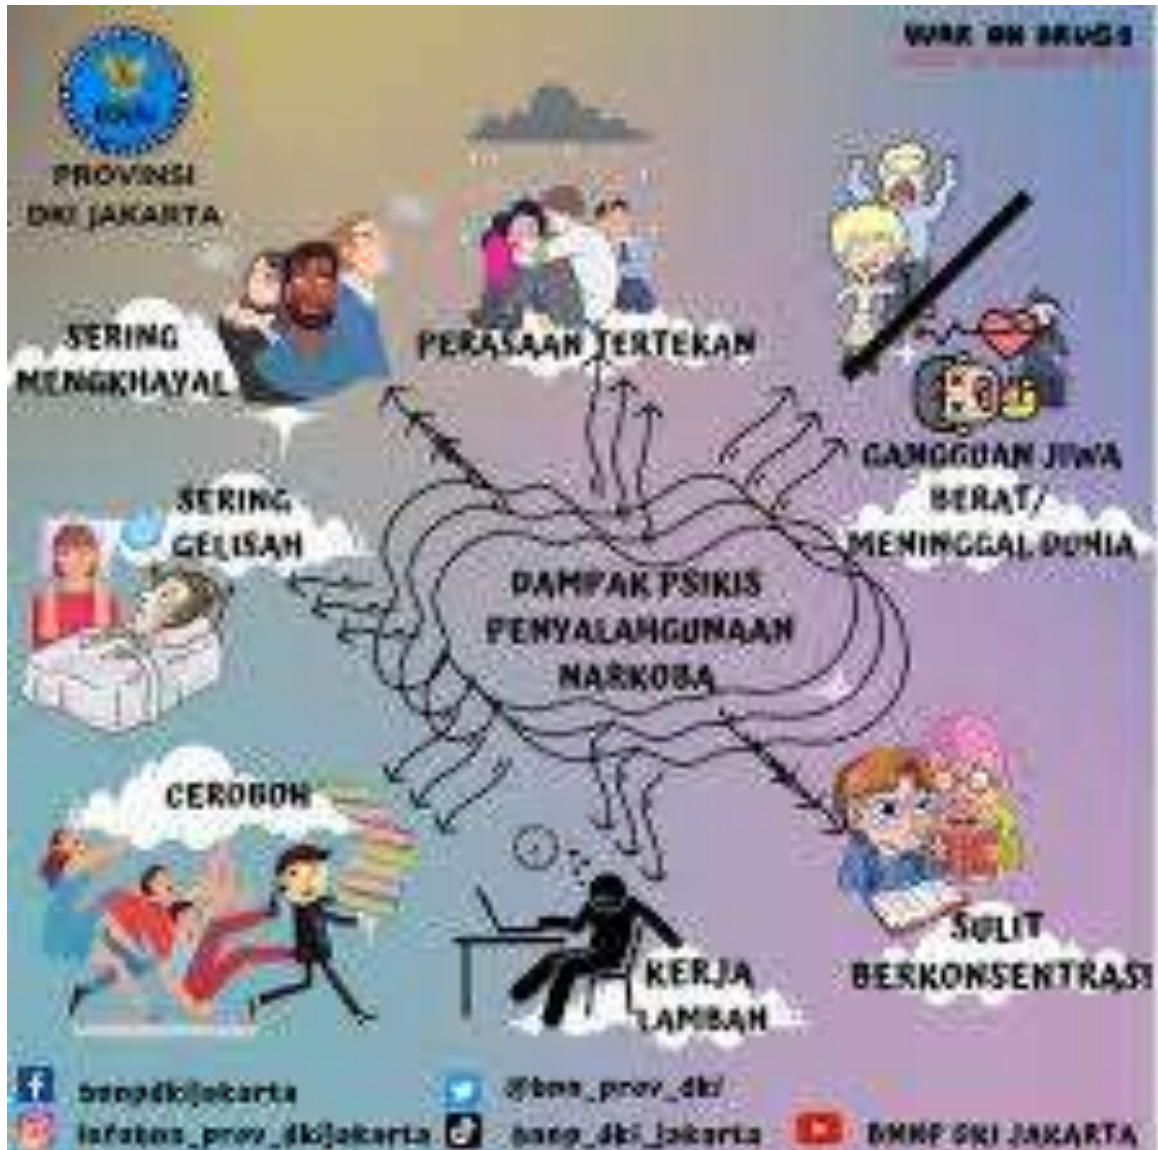 WAR ON DRUGS
PROVINSI
DKI JAKARTA
SERING
MENGKHAYAL
PERASAAN TERTEKAN
GANGGUAN JIWA
BERAT/
MENINGGAL DUNIA
SERING
GELISAH
DAMPAK PSIKIS
PENYALAHGUNAAN
NARKOBA
CEROBOH
KERJA
LAMBAN
SULIT
BERKONSENTRASI
bnnpdkijakarta
@bnn_prov_dki
infobnn_prov_dkijakarta
bnnp_dki_jakarta
BNNP DKI JAKARTA